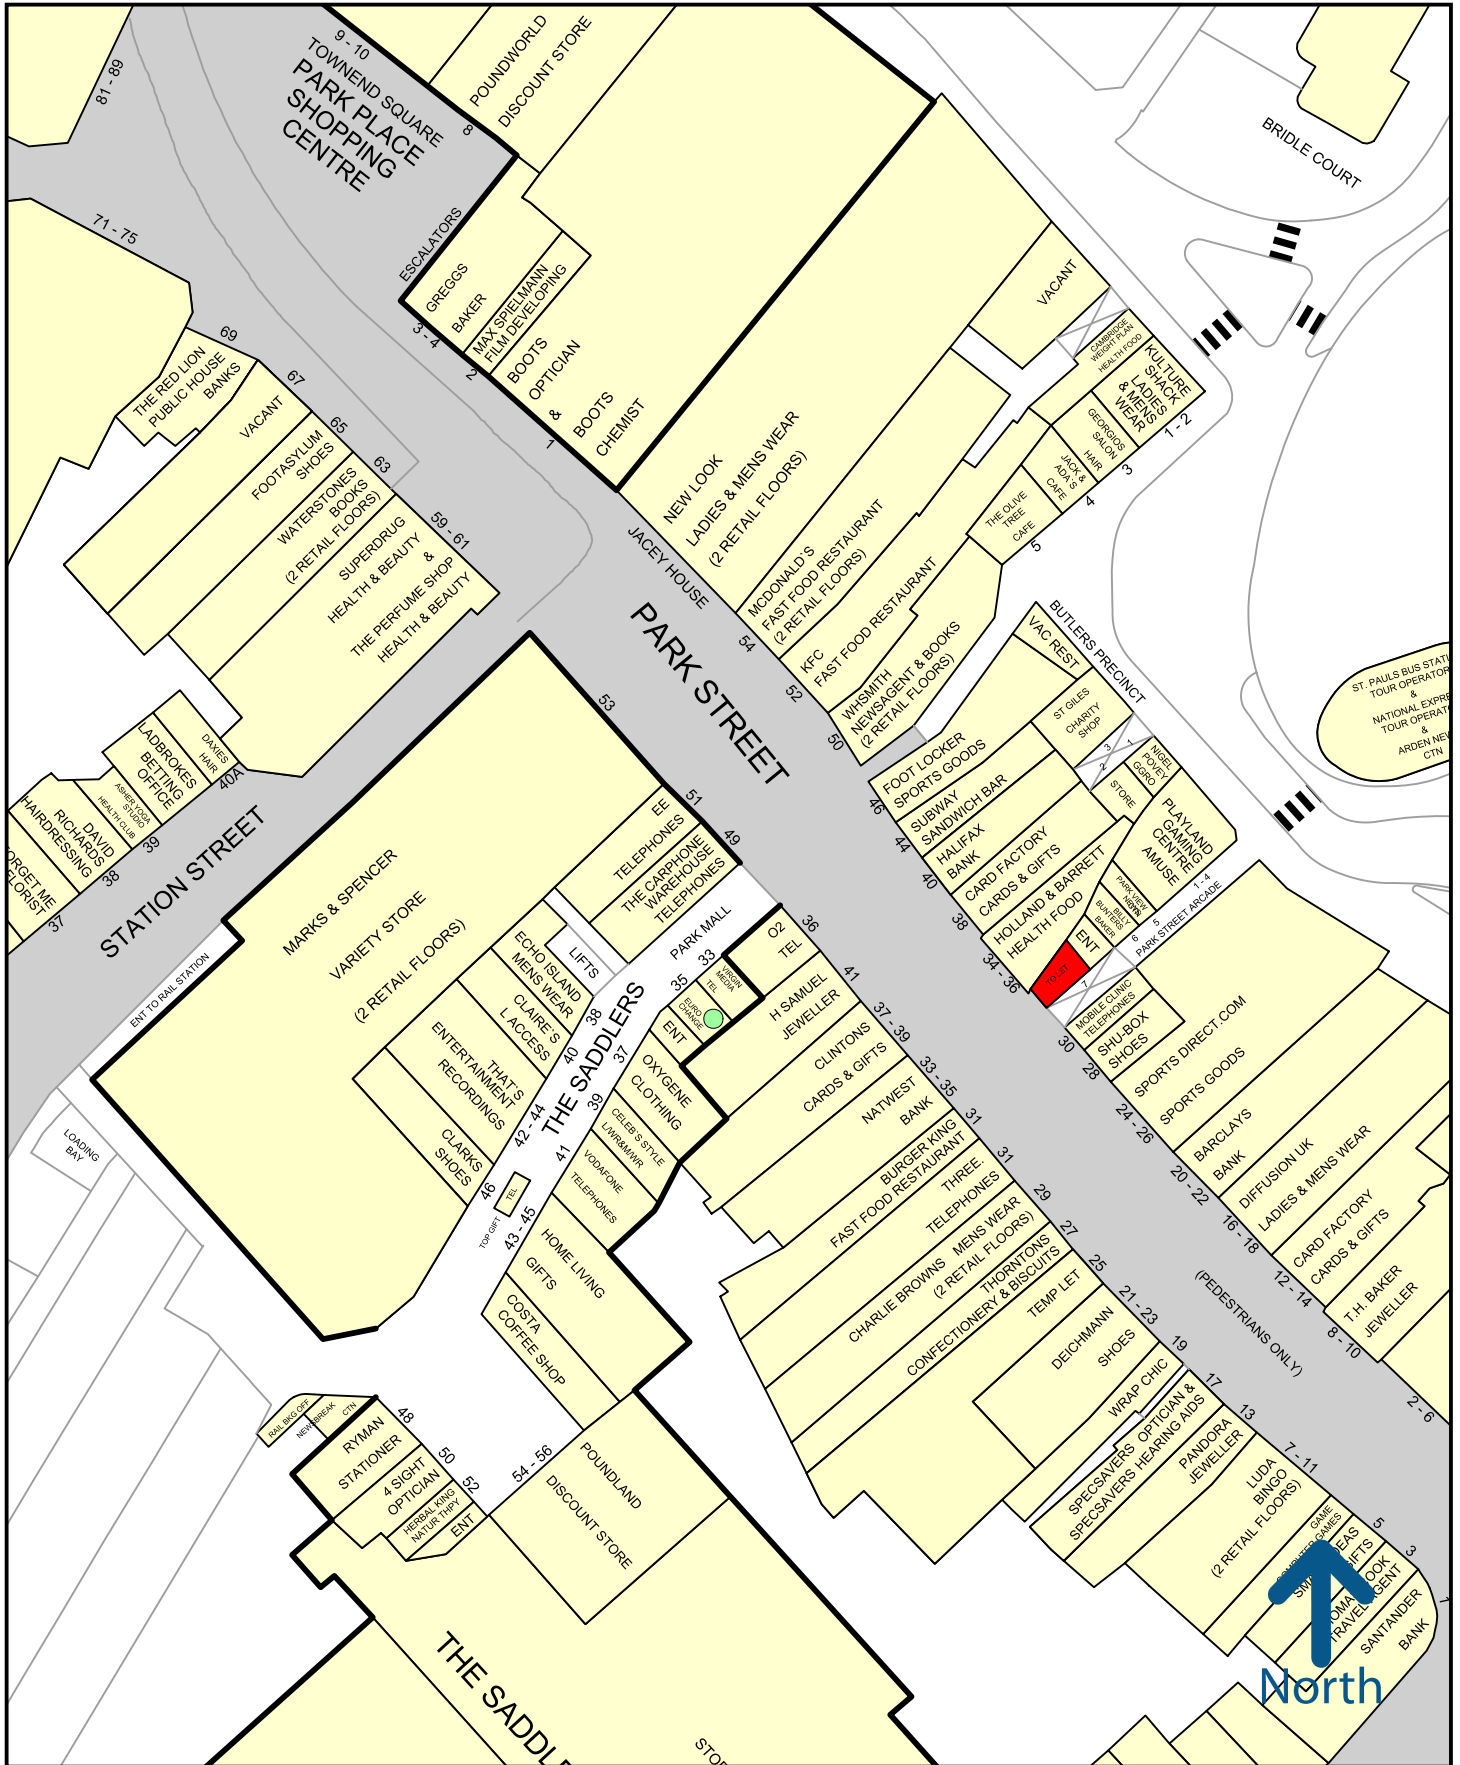 81 - 89
9 - 10
TOWNEND SQUARE
PARK PLACE
SHOPPING
CENTRE
8
POUNDWORLD
DISCOUNT STORE
BRIDLE COURT
71 - 75
ESCALATORS
GREGGS
BAKER
3 - 4
MAX SPIELMANN
FILM DEVELOPING
2
BOOTS
OPTICIAN
&
BOOTS
CHEMIST
1
VACANT
CAMBRIDGE
WEIGHT PLAN
HEALTH FOOD
KULTURE
SHACK
LADIES
& MENS
WEAR
1 - 2
GEORGIOS
SALON
HAIR
3
JACK &
ADA'S
CAFE
4
THE OLIVE
TREE
CAFE
5
69
THE RED LION
PUBLIC HOUSE
BANKS
67
VACANT
65
FOOTASYLUM
SHOES
63
WATERSTONES
BOOKS
(2 RETAIL FLOORS)
59 - 61
SUPERDRUG
HEALTH & BEAUTY
&
THE PERFUME SHOP
HEALTH & BEAUTY
JACEY HOUSE
NEW LOOK
LADIES & MENS WEAR
(2 RETAIL FLOORS)
MCDONALD'S
FAST FOOD RESTAURANT
(2 RETAIL FLOORS)
54
KFC
FAST FOOD RESTAURANT
52
WHSMITH
NEWSAGENT & BOOKS
(2 RETAIL FLOORS)
50
PARK STREET
BUTLERS PRECINCT
VAC REST
ST GILES
CHARITY
SHOP
3
2
1
NIGEL
POVEY
GGRO
STORE
PLAYLAND
GAMING
CENTRE
AMUSE
1 - 4
ST. PAULS BUS STATI
TOUR OPERATOR
&
NATIONAL EXPRE
TOUR OPERAT
&
ARDEN NE
CTN
FOOT LOCKER
SPORTS GOODS
46
SUBWAY
SANDWICH BAR
44
HALIFAX
BANK
40
CARD FACTORY
CARDS & GIFTS
38
HOLLAND & BARRETT
HEALTH FOOD
34 - 36
PARK VIEW
BILLY
BUNTERS
BAKER
5
6
ENT
TO LET
7
PARK STREET ARCADE
DAXIES
HAIR
40A
LADBROKES
BETTING
OFFICE
ASHER YOGA
STUDIO
HEALTH CLUB
39
DAVID
RICHARDS
HAIRDRESSING
38
ORGET ME
LORIST
37
STATION STREET
ENT TO RAIL STATION
53
MARKS & SPENCER
VARIETY STORE
(2 RETAIL FLOORS)
51
EE
TELEPHONES
49
THE CARPHONE
WAREHOUSE
TELEPHONES
PARK MALL
LIFTS
ECHO ISLAND
MENS WEAR
38
CLAIRE'S
L ACCESS
40
THAT'S
ENTERTAINMENT
RECORDINGS
42 - 44
CLARKS
SHOES
46
THE SADDLERS
TEL
TOP GIFT
33
VIRGIN
MEDIA
TEL
35
EURO
CHANGE
ENT
37
OXYGENE
CLOTHING
39
CELEB'S STYLE
L/WR&M/WR
41
VODAFONE
TELEPHONES
43 - 45
HOME LIVING
GIFTS
COSTA
COFFEE SHOP
36
O2
TEL
41
H SAMUEL
JEWELLER
37 - 39
CLINTONS
CARDS & GIFTS
33 - 35
NATWEST
BANK
31
BURGER KING
FAST FOOD RESTAURANT
31
THREE.
TELEPHONES
29
CHARLIE BROWNS MENS WEAR
(2 RETAIL FLOORS)
27
THORNTONS
CONFECTIONERY & BISCUITS
25
TEMP LET
21 - 23
DEICHMANN
SHOES
19
WRAP CHIC
17
SPECSAVERS OPTICIAN &
SPECSAVERS HEARING AIDS
13
PANDORA
JEWELLER
7 - 11
LUDA
BINGO
(2 RETAIL FLOORS)
GAME
5
3
1
SANTANDER
BANK
MOBILE CLINIC
TELEPHONES
30
SHU-BOX
SHOES
28
SPORTS DIRECT.COM
SPORTS GOODS
24 - 26
BARCLAYS
BANK
20 - 22
DIFFUSION UK
LADIES & MENS WEAR
16 - 18
CARD FACTORY
CARDS & GIFTS
12 - 14
T.H. BAKER
JEWELLER
8 - 10
2 - 6
(PEDESTRIANS ONLY)
LOADING
BAY
RAIL BKG OFF
NEWSBREAK
CTN
48
RYMAN
STATIONER
50
4 SIGHT
OPTICIAN
52
HERBAL KING
NATUR THPY
ENT
54 - 56
POUNDLAND
DISCOUNT STORE
THE SADDLE
STO
North